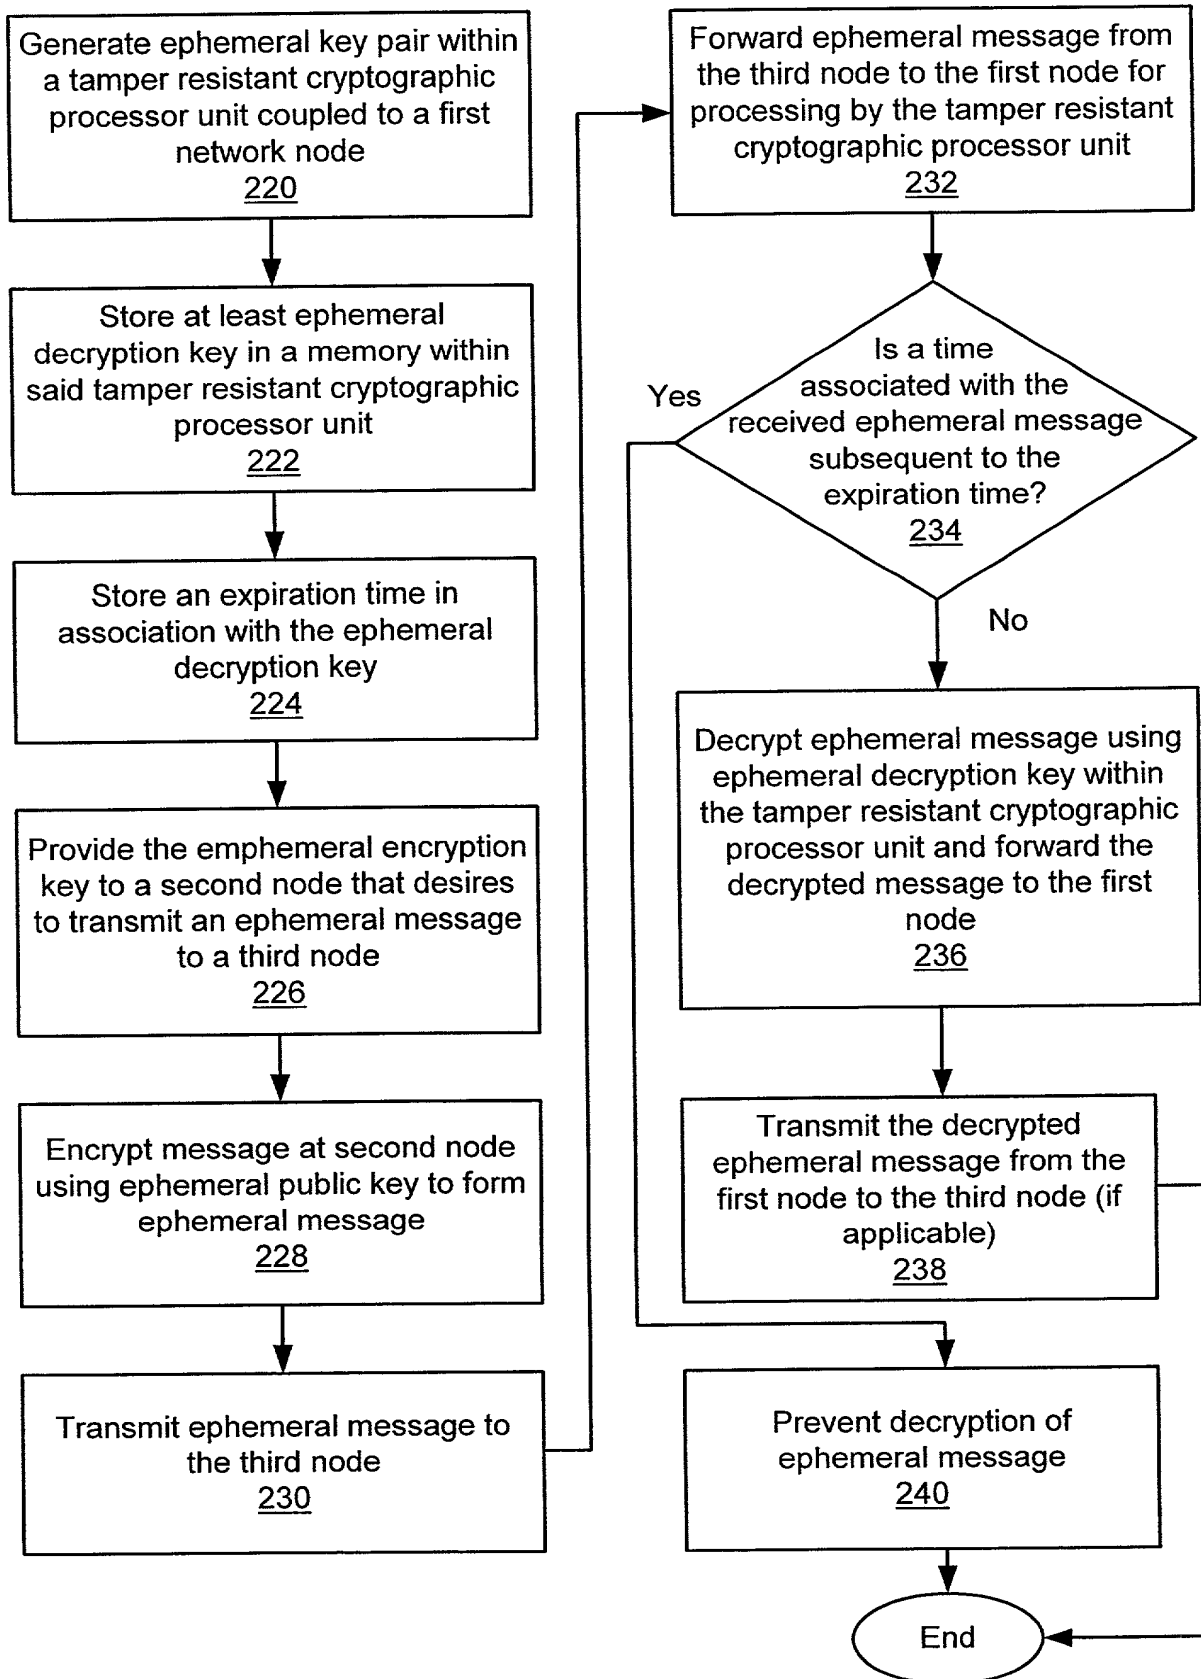 Generate ephemeral key pair within
a tamper resistant cryptographic
processor unit coupled to a first
network node
220
Store at least ephemeral
decryption key in a memory within
said tamper resistant cryptographic
processor unit
222
Store an expiration time in
association with the ephemeral
decryption key
224
Provide the emphemeral encryption
key to a second node that desires
to transmit an ephemeral message
to a third node
226
Encrypt message at second node
using ephemeral public key to form
ephemeral message
228
Transmit ephemeral message to
the third node
230
Forward ephemeral message from
the third node to the first node for
processing by the tamper resistant
cryptographic processor unit
232
Is a time
associated with the
received ephemeral message
subsequent to the
expiration time?
234
Yes
No
Decrypt ephemeral message using
ephemeral decryption key within
the tamper resistant cryptographic
processor unit and forward the
decrypted message to the first
node
236
Transmit the decrypted
ephemeral message from the
first node to the third node (if
applicable)
238
Prevent decryption of
ephemeral message
240
End